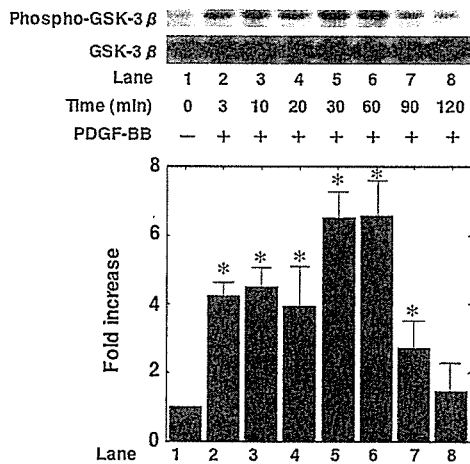 Phospho-GSK-3β
GSK-3β
Lane 1 2 3 4 5 6 7 8
Time (min) 0 3 10 20 30 60 90 120
PDGF-BB − + + + + + + +
8
6
4
2
0
Fold increase
* * * * * *
Lane 1 2 3 4 5 6 7 8